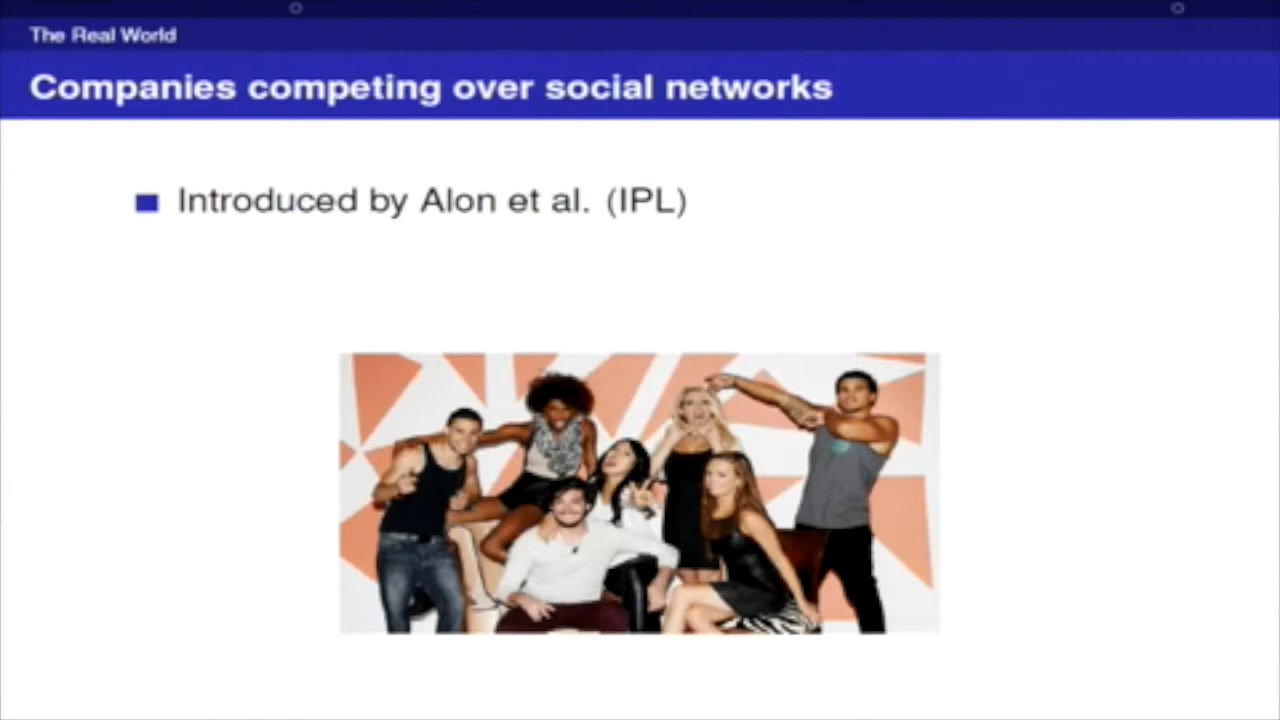 The Real World
Companies competing over social networks
Introduced by Alon et al. (IPL)